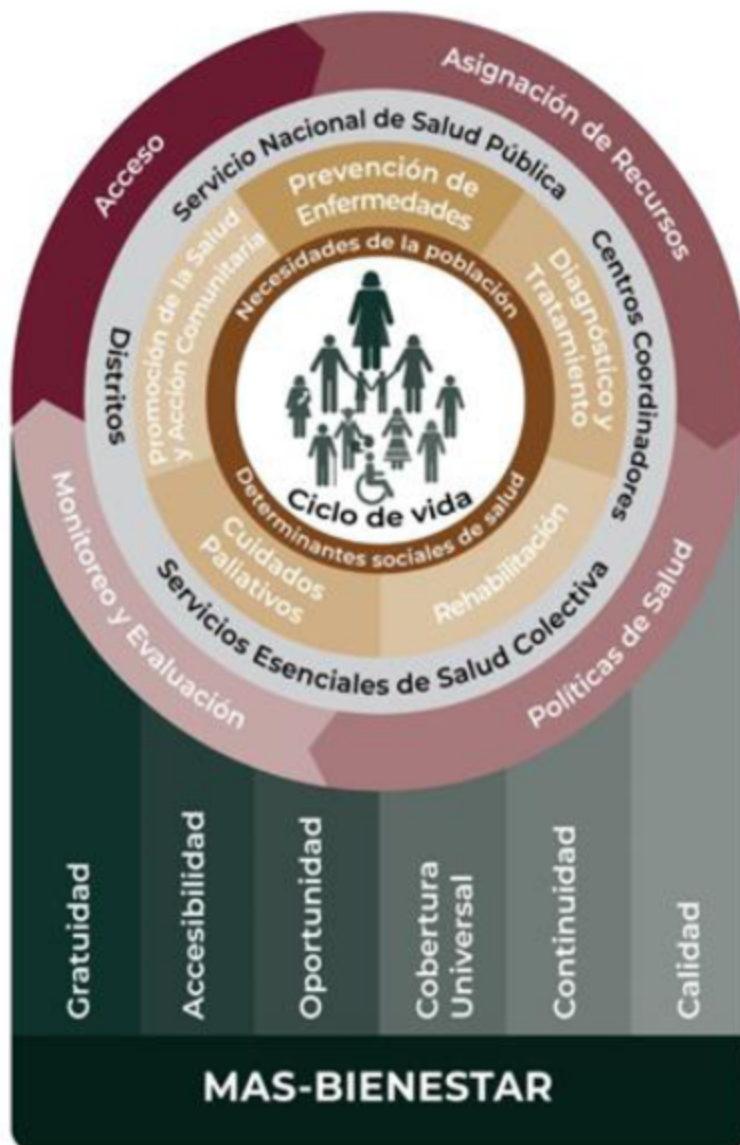 Acceso
Asignación de Recursos
Políticas de Salud
Monitoreo y Evaluación
Servicio Nacional de Salud Pública
Centros Coordinadores
Servicios Esenciales de Salud Colectiva
Distritos
Prevención de
Enfermedades
Diagnóstico y
Tratamiento
Rehabilitación
Cuidados
Paliativos
Promoción de la Salud
y Acción Comunitaria
Necesidades de la población
Determinantes sociales de salud
Ciclo de vida
Gratuidad
Accesibilidad
Oportunidad
Cobertura
Universal
Continuidad
Calidad
MAS-BIENESTAR